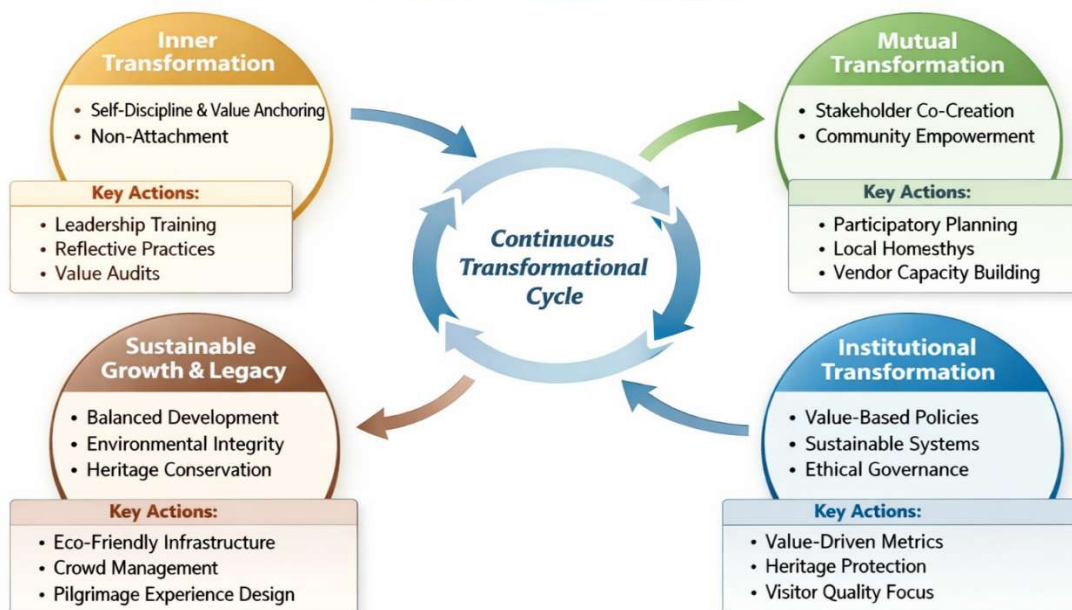 Inner
Transformation
• Self-Discipline & Value Anchoring
• Non-Attachment
Key Actions:
• Leadership Training
• Reflective Practices
• Value Audits
Mutual
Transformation
• Stakeholder Co-Creation
• Community Empowerment
Key Actions:
• Participatory Planning
• Local Homesthys
• Vendor Capacity Building
Continuous
Transformational
Cycle
Sustainable
Growth & Legacy
• Balanced Development
• Environmental Integrity
• Heritage Conservation
Key Actions:
• Eco-Friendly Infrastructure
• Crowd Management
• Pilgrimage Experience Design
Institutional
Transformation
• Value-Based Policies
• Sustainable Systems
• Ethical Governance
Key Actions:
• Value-Driven Metrics
• Heritage Protection
• Visitor Quality Focus